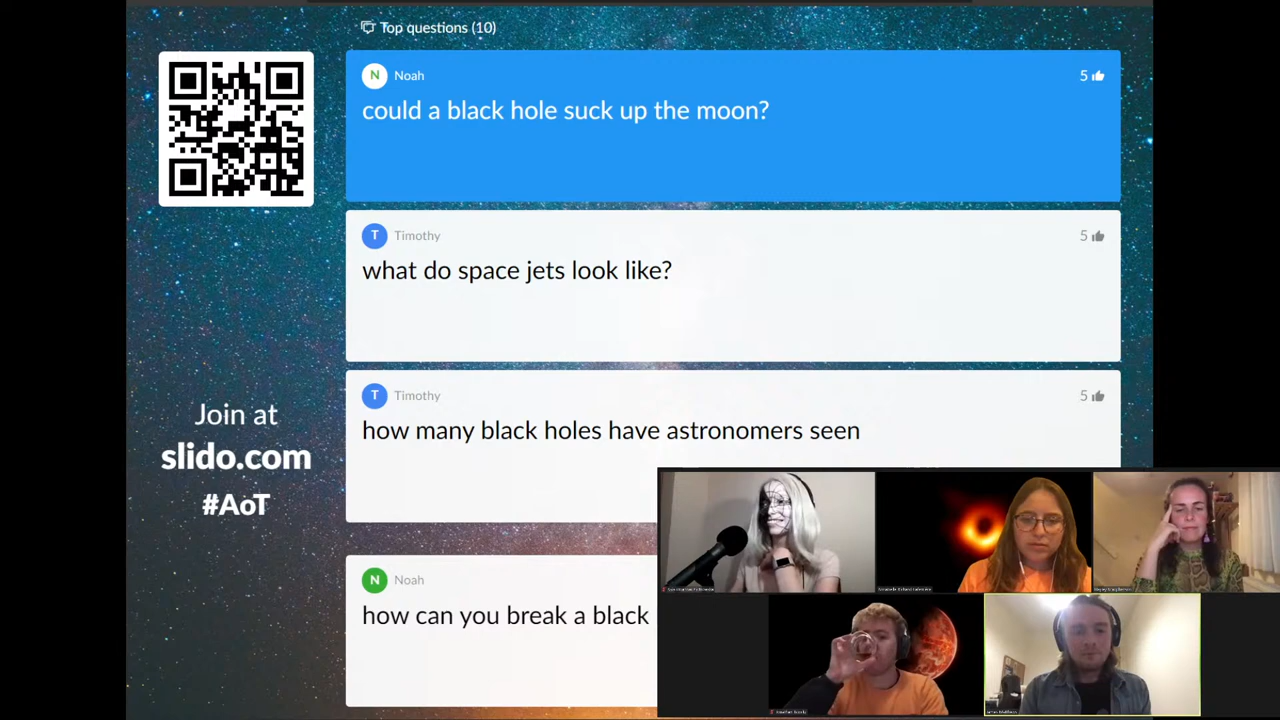 Top questions (10)
N Noah 5
could a black hole suck up the moon?
T Timothy 5
what do space jets look like?
T Timothy 5
how many black holes have astronomers seen
N Noah
how can you break a black
Join at
slido.com
#AoT